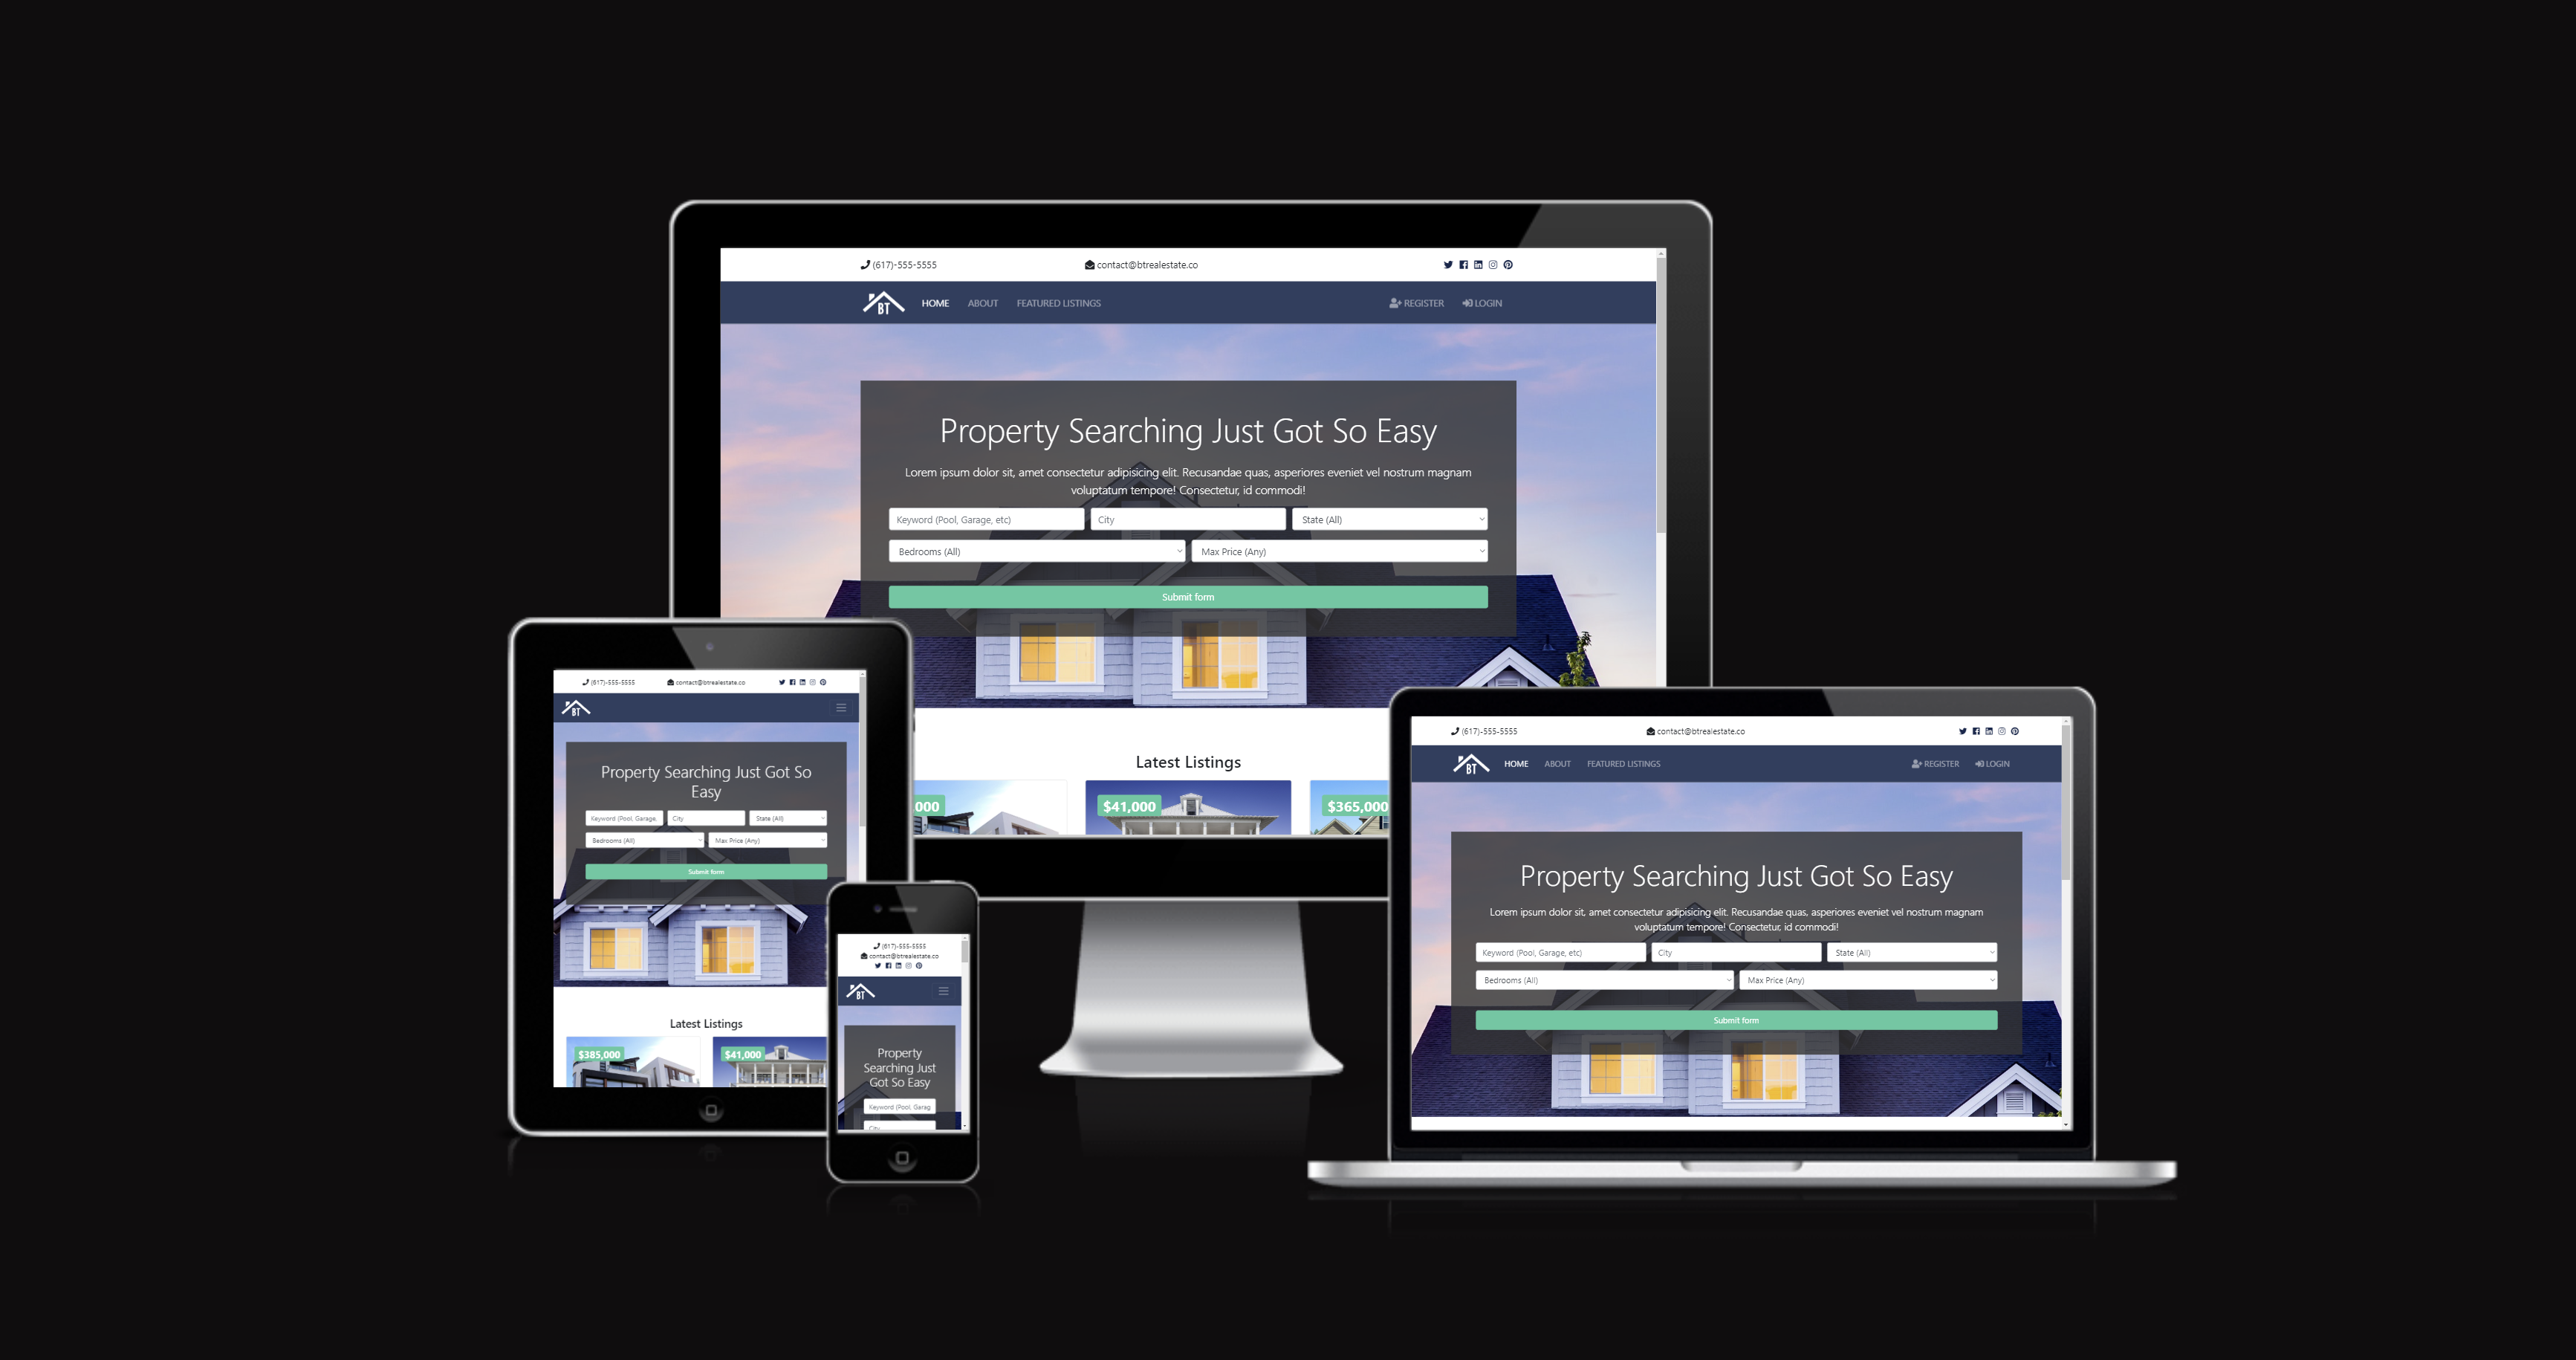 (617)-555-5555
contact@btrealestate.co
BT
HOME
ABOUT
FEATURED LISTINGS
REGISTER
LOGIN
Property Searching Just Got So Easy
Lorem ipsum dolor sit, amet consectetur adipisicing elit. Recusandae quas, asperiores eveniet vel nostrum magnam
voluptatum tempore! Consectetur, id commodi!
Keyword (Pool, Garage, etc)
City
State (All)
Bedrooms (All)
Max Price (Any)
Submit form
Latest Listings
000
$41,000
$365,000
(617)-555-5555
contact@btrealestate.co
BT
Property Searching Just Got So
Easy
Keyword (Pool, Garage,
City
State (All)
Bedrooms (All)
Max Price (Any)
Submit form
Latest Listings
$385,000
$41,000
(617)-555-5555
contact@btrealestate.co
BT
Property
Searching Just
Got So Easy
Keyword (Pool, Garag
City
(617)-555-5555
contact@btrealestate.co
BT
HOME
ABOUT
FEATURED LISTINGS
REGISTER
LOGIN
Property Searching Just Got So Easy
Lorem ipsum dolor sit, amet consectetur adipisicing elit. Recusandae quas, asperiores eveniet vel nostrum magnam
voluptatum tempore! Consectetur, id commodi!
Keyword (Pool, Garage, etc)
City
State (All)
Bedrooms (All)
Max Price (Any)
Submit form